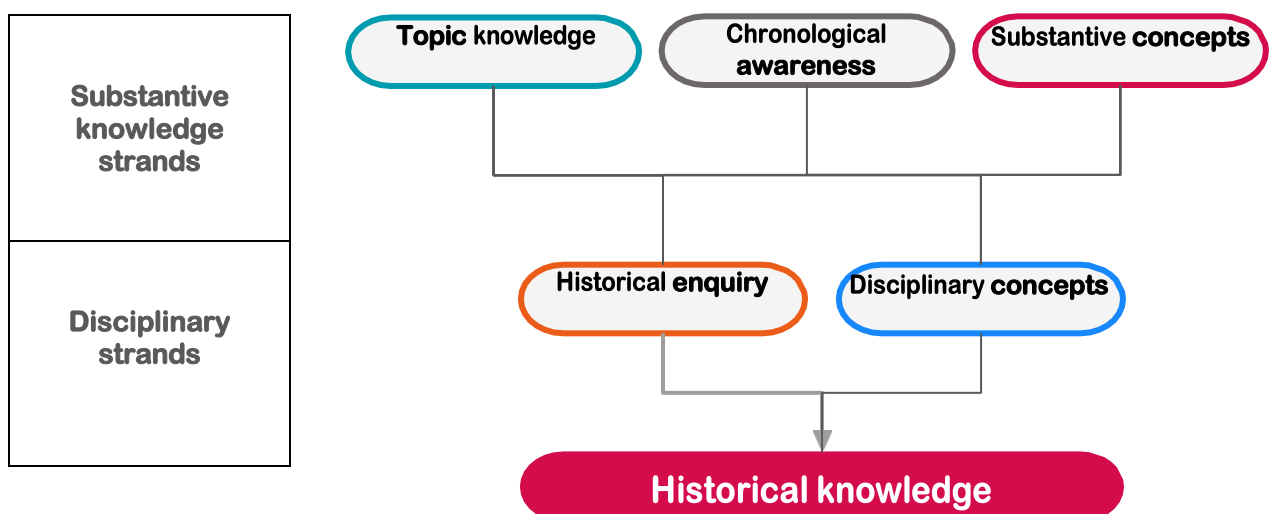 Substantive
knowledge
strands
Topic knowledge
Chronological
awareness
Substantive concepts
Disciplinary
strands
Historical enquiry
Disciplinary concepts
Historical knowledge